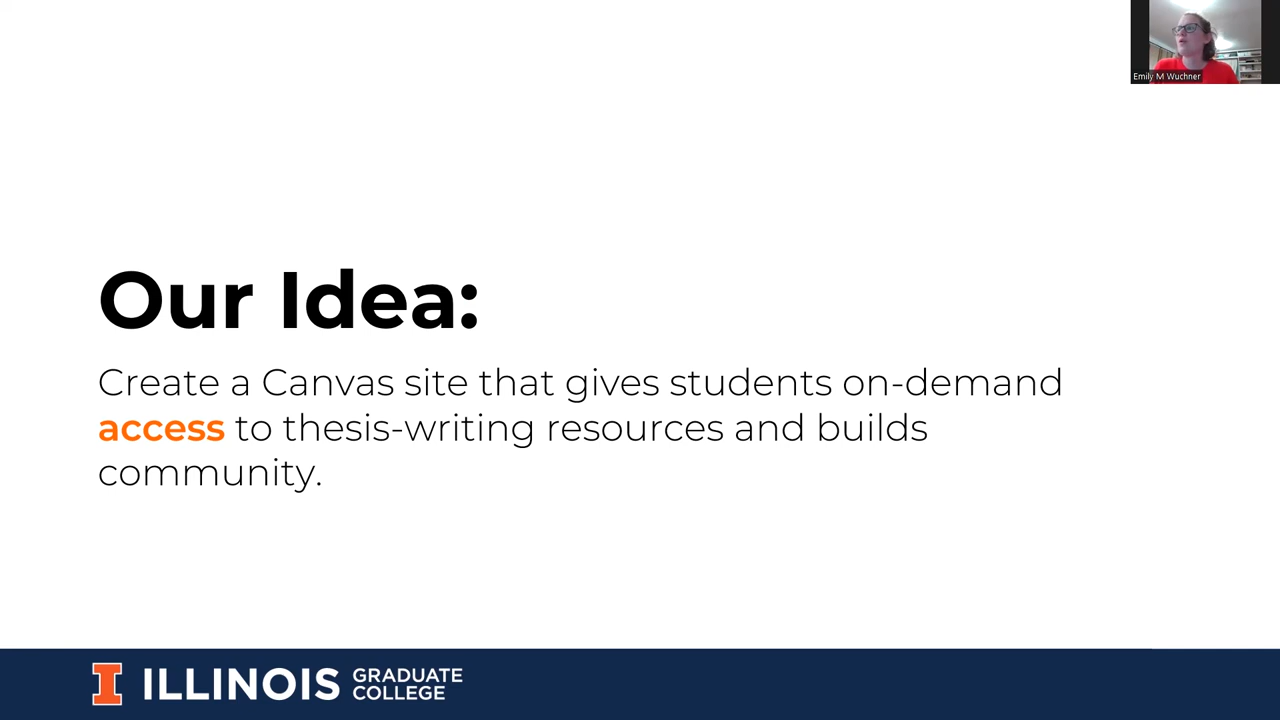 Emily M Wuchner
Our Idea:
Create a Canvas site that gives students on-demand
access to thesis-writing resources and builds
community.
I ILLINOIS GRADUATE
COLLEGE